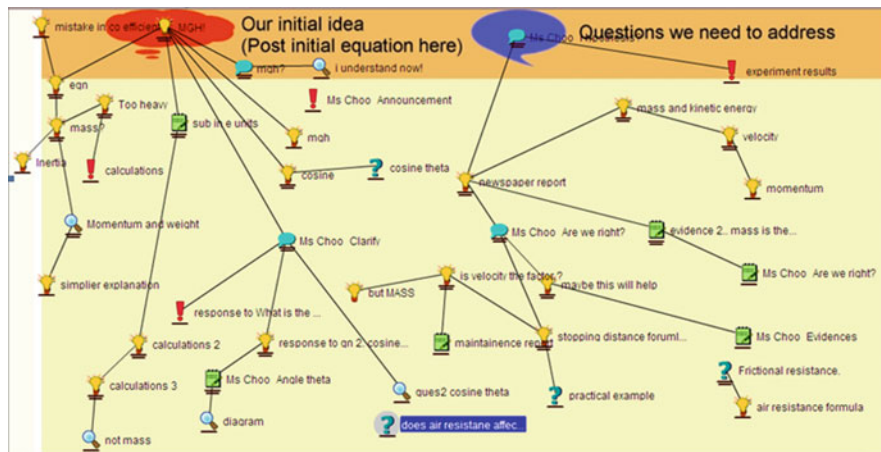 mistake in co efficient
MGH!
Our initial idea
(Post initial equation here)
Questions we need to address
mgh?
i understand now!
experiment results
eqn
Too heavy
Ms Choo Announcement
mass and kinetic energy
mass?
sub in e units
mgh
velocity
Inertia
calculations
cosine
cosine theta
newspaper report
momentum
Momentum and weight
Ms Choo Clarify
Ms Choo Are we right?
evidence 2.. mass is the...
simplier explanation
but MASS
is velocity the factor ?
maybe this will help
Ms Choo Are we right?
response to What is the ...
calculations 2
response to qn 2. cosine...
maintainence report
stopping distance foruml...
Ms Choo Evidences
calculations 3
Ms Choo Angle theta
ques2 cosine theta
practical example
Frictional resistance.
diagram
does air resistane affec...
air resistance formula
not mass